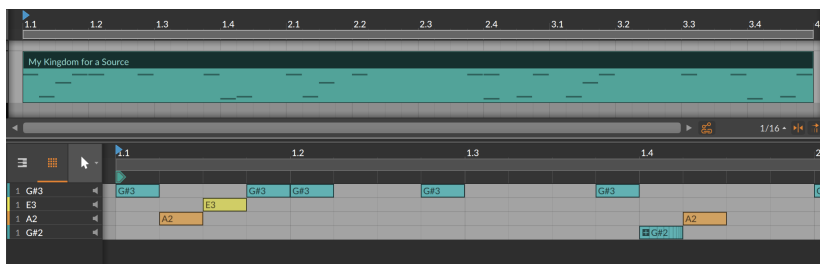 1.1 1.2 1.3 1.4 2.1 2.2 2.3 2.4 3.1 3.2 3.3 3.4 4
My Kingdom for a Source
1/16
1.1 1.2 1.3 1.4 2
1 G#3 G#3 G#3 G#3 G#3 G#3
1 E3 E3
1 A2 A2 A2
1 G#2 G#2